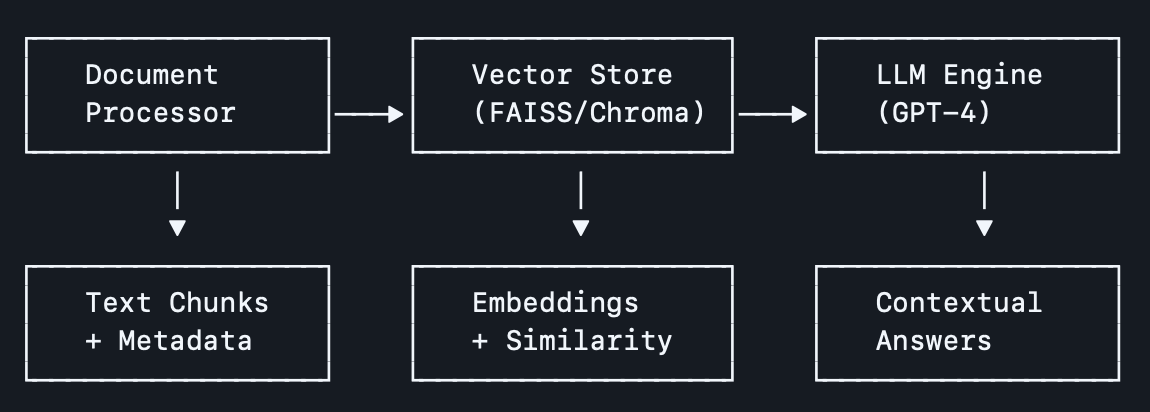 Document
Processor
Vector Store
(FAISS/Chroma)
LLM Engine
(GPT-4)
Text Chunks
+ Metadata
Embeddings
+ Similarity
Contextual
Answers